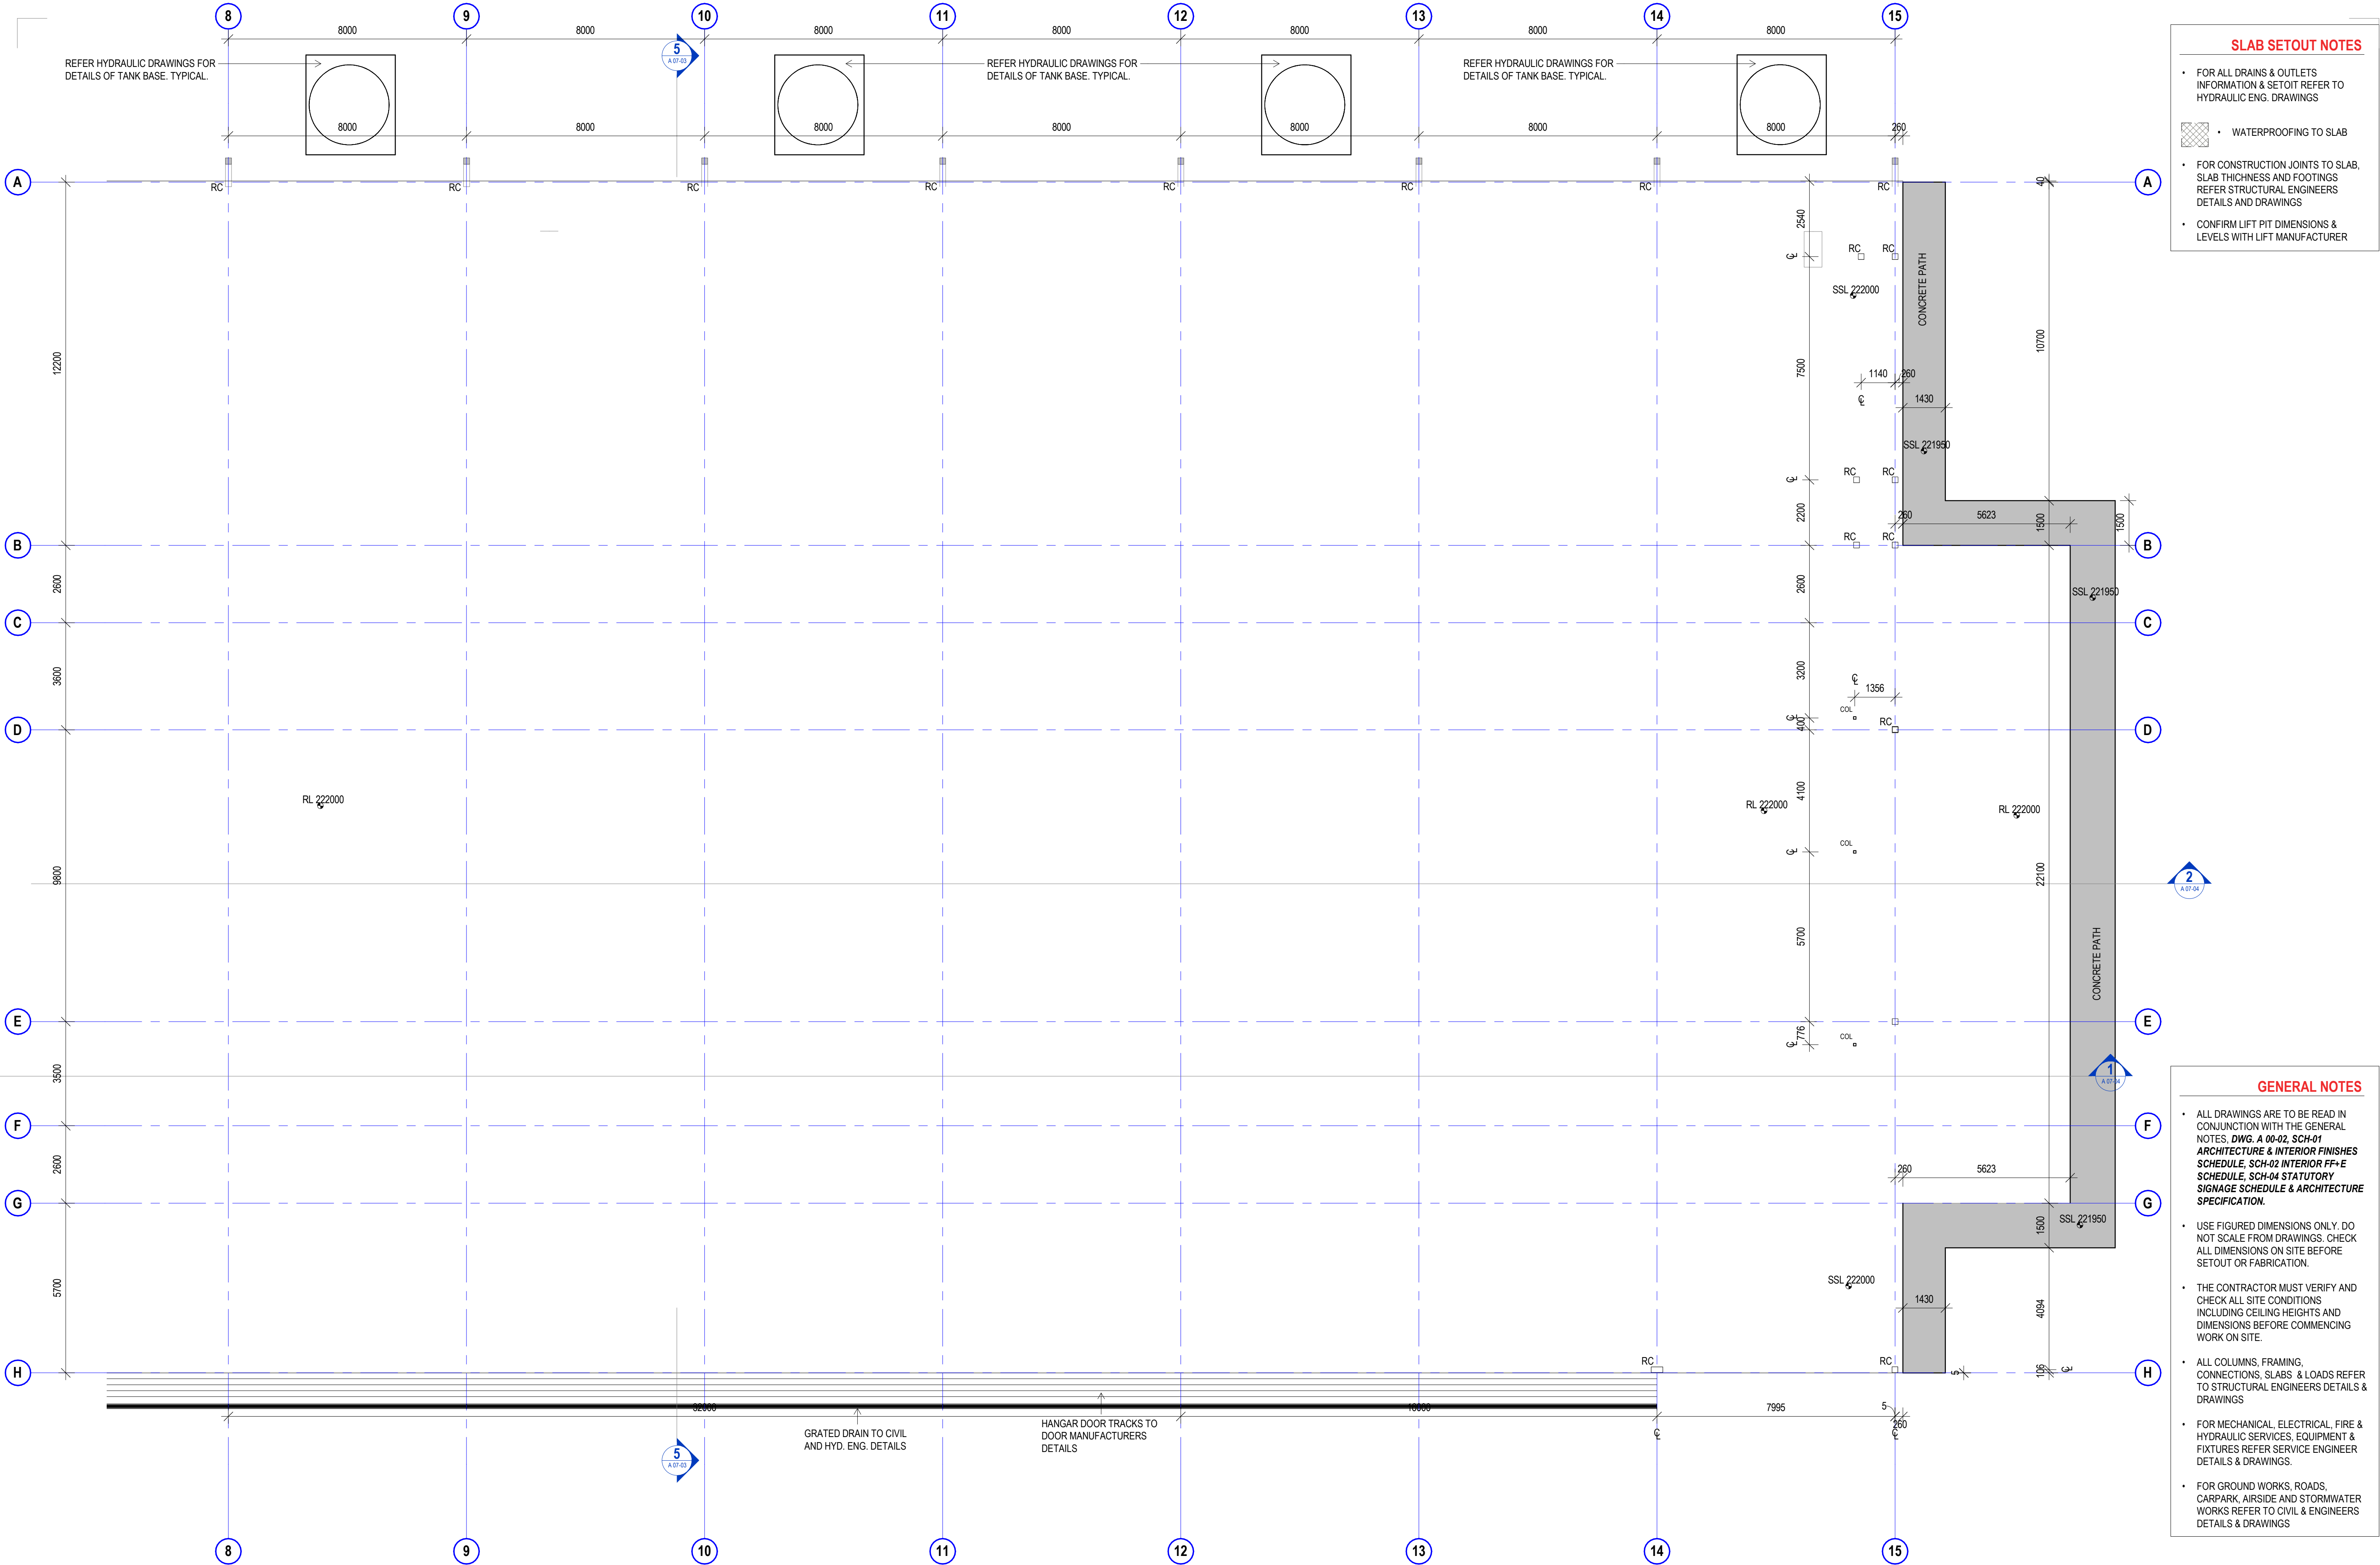 8 9 10 11 12 13 14 15
8000 8000 8000 8000 8000 8000 8000
5
A 07-03
REFER HYDRAULIC DRAWINGS FOR
DETAILS OF TANK BASE. TYPICAL.
REFER HYDRAULIC DRAWINGS FOR
DETAILS OF TANK BASE. TYPICAL.
REFER HYDRAULIC DRAWINGS FOR
DETAILS OF TANK BASE. TYPICAL.
8000 8000 8000 8000 8000 8000 8000 260
A A
RC RC RC RC RC RC RC RC
40
2540
RC RC
SSL 222000
CONCRETE PATH
12200
7500
10700
1140 260
1430
SSL 221950
RC RC
2200
260 5623 1500 1500
RC RC
B B
2600 2600
SSL 221950
C C
3600 3200
1356
COL
400
RC
D D
RL 222000
4100
RL 222000
RL 222000
COL
9800
22100
2
A 07-04
5700
CONCRETE PATH
E E
776
COL
3500
1
A 07-04
F F
2600
260 5623
G G
1500
SSL 221950
5700
SSL 222000
1430
4094
RC RC
106
5
H H
32000 16000 7995 5
260
GRATED DRAIN TO CIVIL
AND HYD. ENG. DETAILS
HANGAR DOOR TRACKS TO
DOOR MANUFACTURERS
DETAILS
5
A 07-03
8 9 10 11 12 13 14 15
SLAB SETOUT NOTES
• FOR ALL DRAINS & OUTLETS
INFORMATION & SETOIT REFER TO
HYDRAULIC ENG. DRAWINGS
• WATERPROOFING TO SLAB
• FOR CONSTRUCTION JOINTS TO SLAB,
SLAB THICHNESS AND FOOTINGS
REFER STRUCTURAL ENGINEERS
DETAILS AND DRAWINGS
• CONFIRM LIFT PIT DIMENSIONS &
LEVELS WITH LIFT MANUFACTURER
GENERAL NOTES
• ALL DRAWINGS ARE TO BE READ IN
CONJUNCTION WITH THE GENERAL
NOTES, DWG. A 00-02, SCH-01
ARCHITECTURE & INTERIOR FINISHES
SCHEDULE, SCH-02 INTERIOR FF+E
SCHEDULE, SCH-04 STATUTORY
SIGNAGE SCHEDULE & ARCHITECTURE
SPECIFICATION.
• USE FIGURED DIMENSIONS ONLY. DO
NOT SCALE FROM DRAWINGS. CHECK
ALL DIMENSIONS ON SITE BEFORE
SETOUT OR FABRICATION.
• THE CONTRACTOR MUST VERIFY AND
CHECK ALL SITE CONDITIONS
INCLUDING CEILING HEIGHTS AND
DIMENSIONS BEFORE COMMENCING
WORK ON SITE.
• ALL COLUMNS, FRAMING,
CONNECTIONS, SLABS & LOADS REFER
TO STRUCTURAL ENGINEERS DETAILS &
DRAWINGS
• FOR MECHANICAL, ELECTRICAL, FIRE &
HYDRAULIC SERVICES, EQUIPMENT &
FIXTURES REFER SERVICE ENGINEER
DETAILS & DRAWINGS.
• FOR GROUND WORKS, ROADS,
CARPARK, AIRSIDE AND STORMWATER
WORKS REFER TO CIVIL & ENGINEERS
DETAILS & DRAWINGS